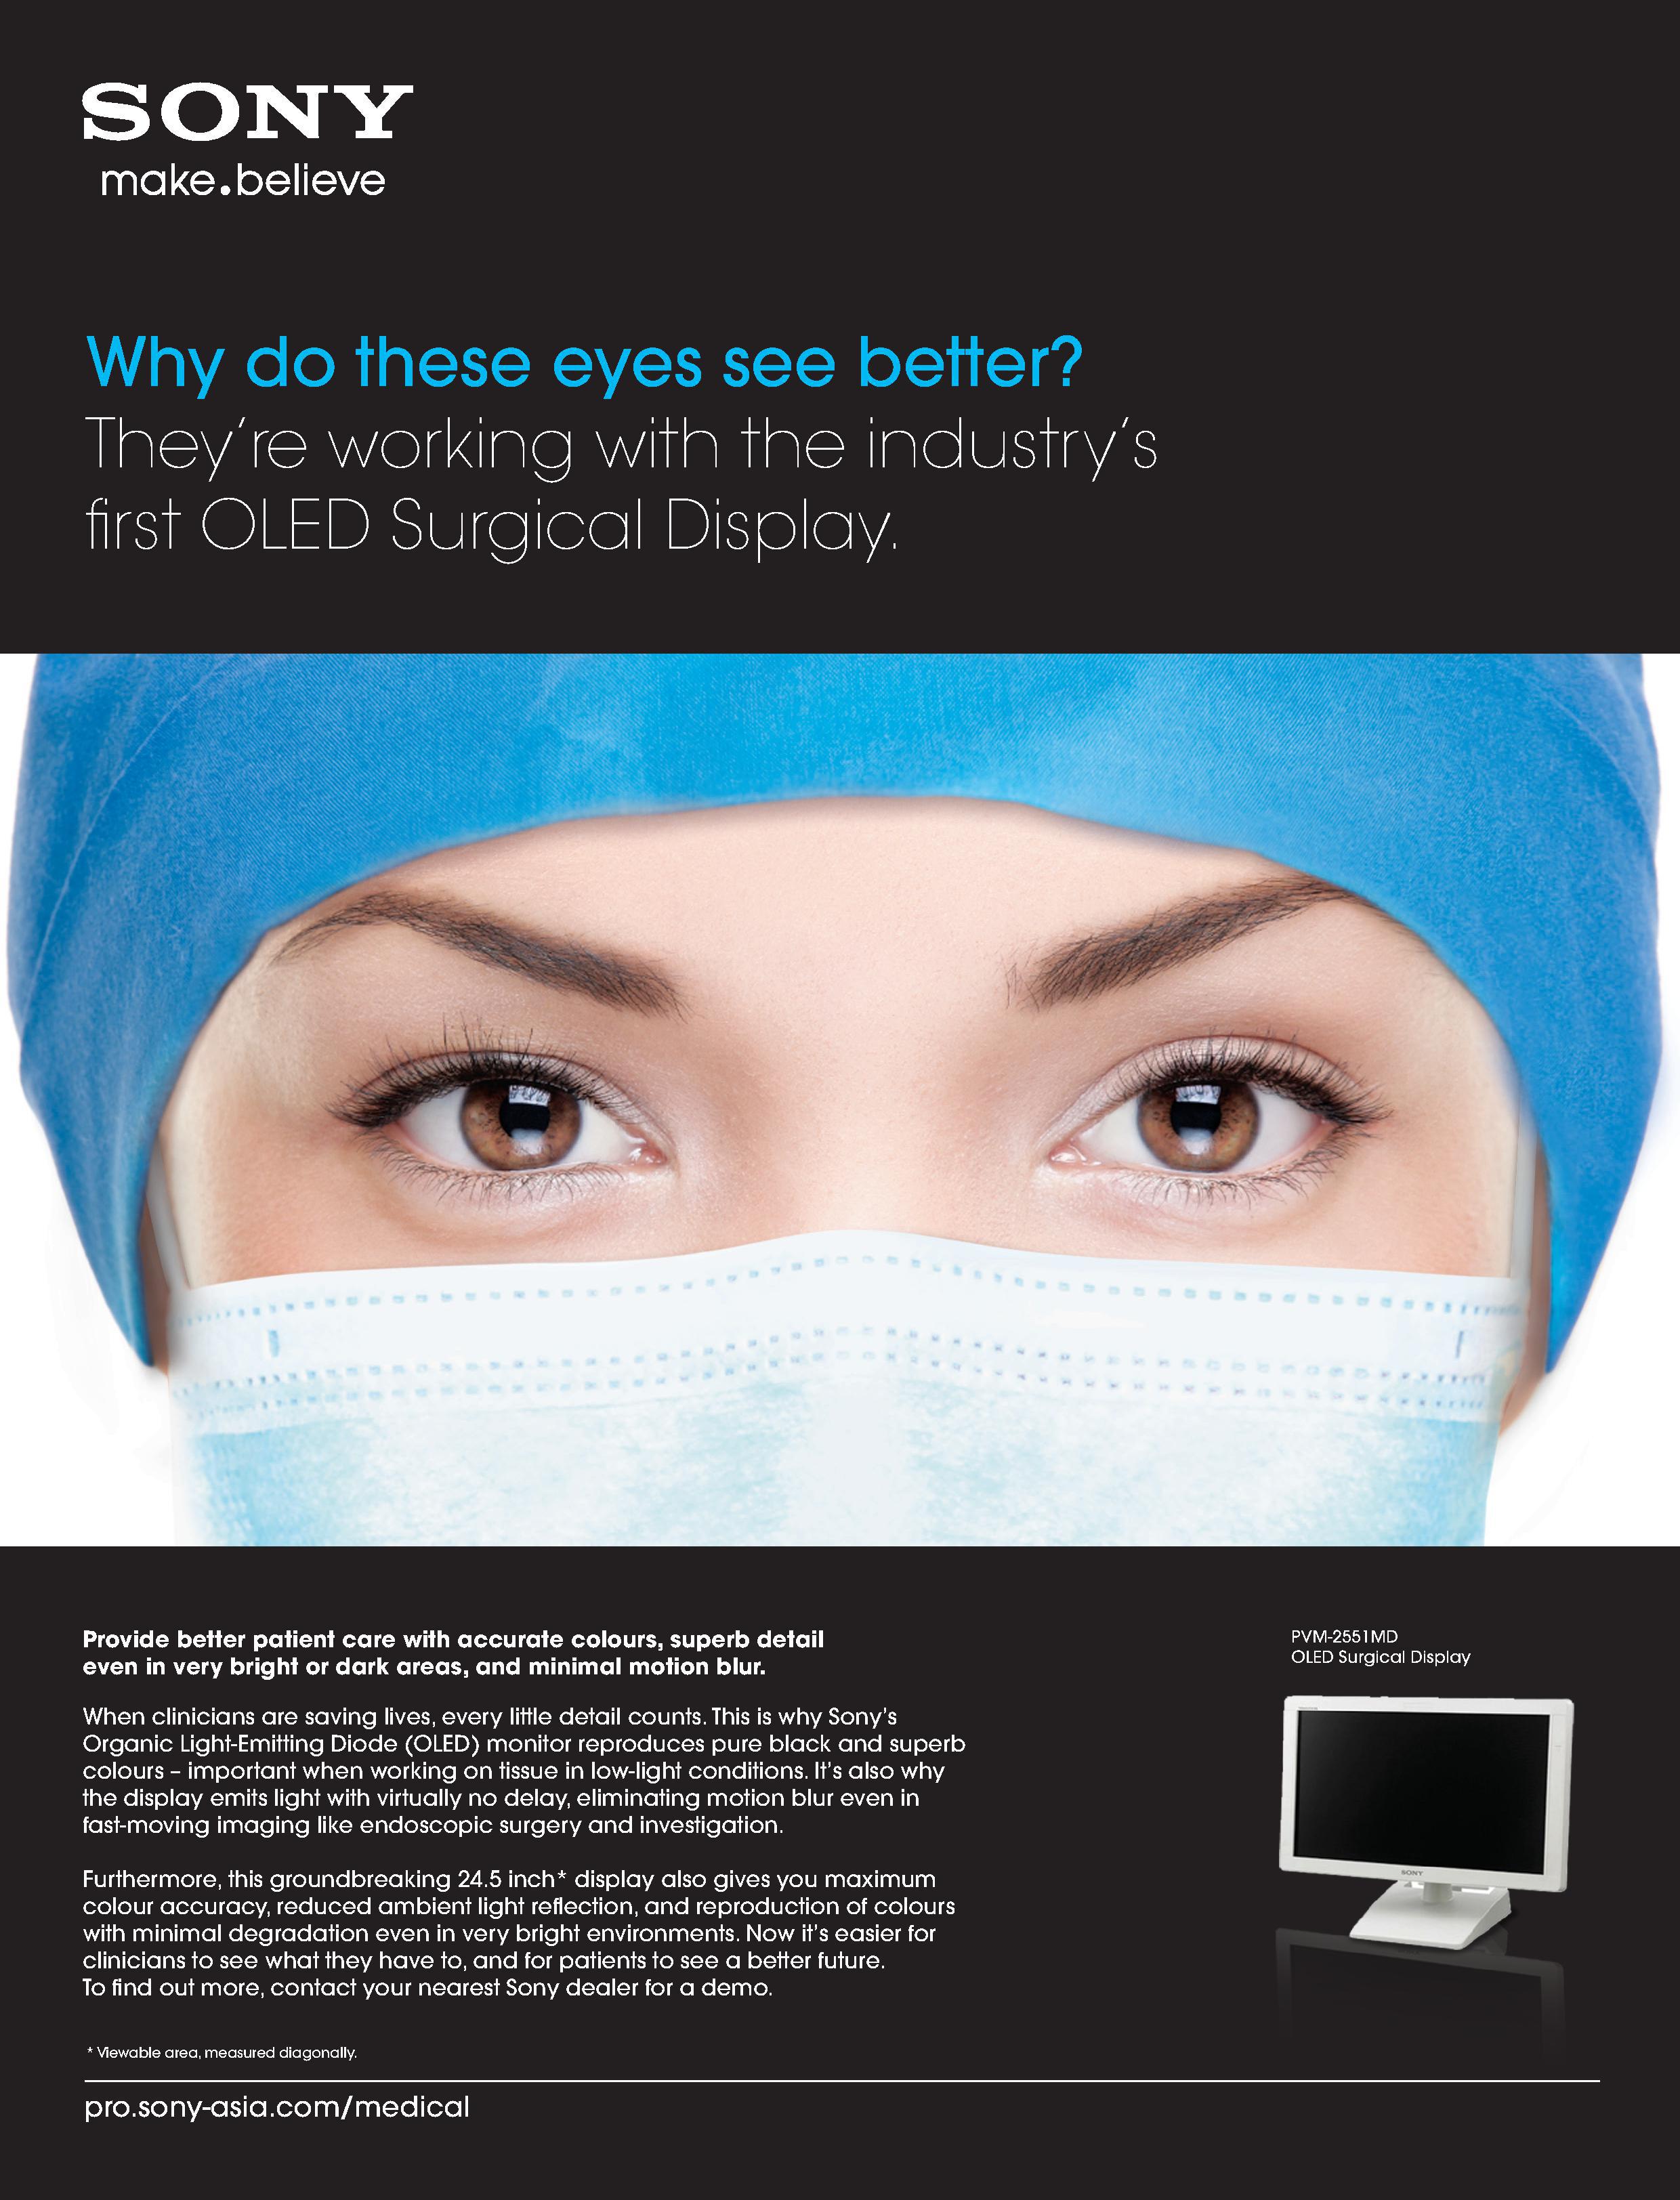 SONY
make.believe
Why do these eyes see better?
They're working with the industry's
first OLED Surgical Display.
Provide better patient care with accurate colours, superb detail
even in very bright or dark areas, and minimal motion blur.
When clinicians are saving lives, every little detail counts. This is why Sony's
Organic Light-Emitting Diode (OLED) monitor reproduces pure black and superb
colours – important when working on tissue in low-light conditions. It's also why
the display emits light with virtually no delay, eliminating motion blur even in
fast-moving imaging like endoscopic surgery and investigation.
Furthermore, this groundbreaking 24.5 inch* display also gives you maximum
colour accuracy, reduced ambient light reflection, and reproduction of colours
with minimal degradation even in very bright environments. Now it's easier for
clinicians to see what they have to, and for patients to see a better future.
To find out more, contact your nearest Sony dealer for a demo.
* Viewable area, measured diagonally.
pro.sony-asia.com/medical
PVM-2551MD
OLED Surgical Display
SONY